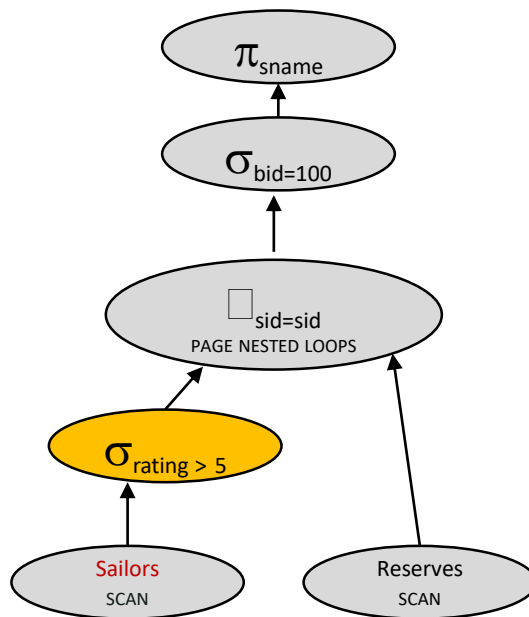 πsname
σbid=100
□sid=sid
PAGE NESTED LOOPS
σrating > 5
Sailors
SCAN
Reserves
SCAN